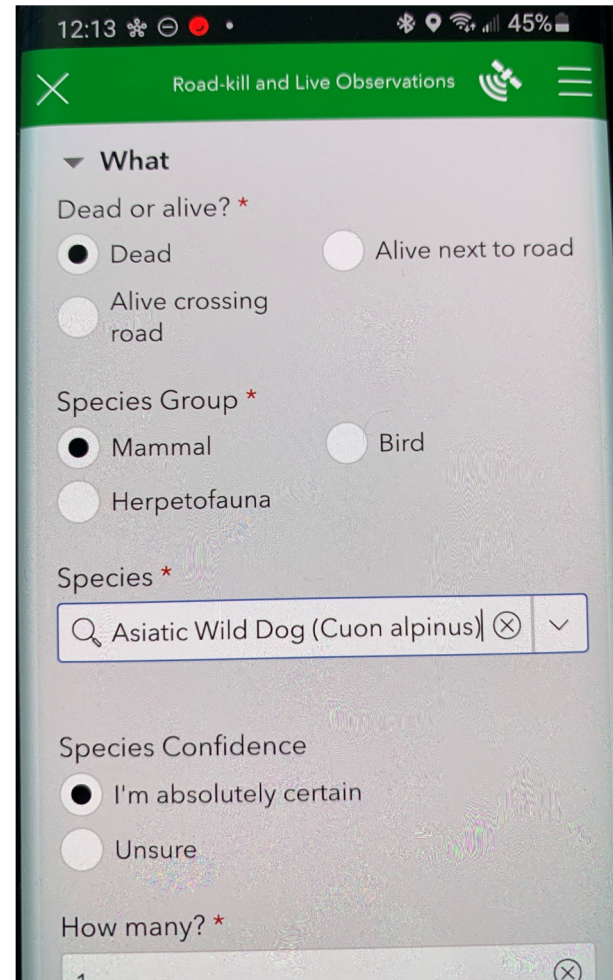 12:13 45%
Road-kill and Live Observations
What
Dead or alive? *
Dead Alive next to road
Alive crossing
road
Species Group *
Mammal Bird
Herpetofauna
Species *
Asiatic Wild Dog (Cuon alpinus)
Species Confidence
I'm absolutely certain
Unsure
How many? *
1